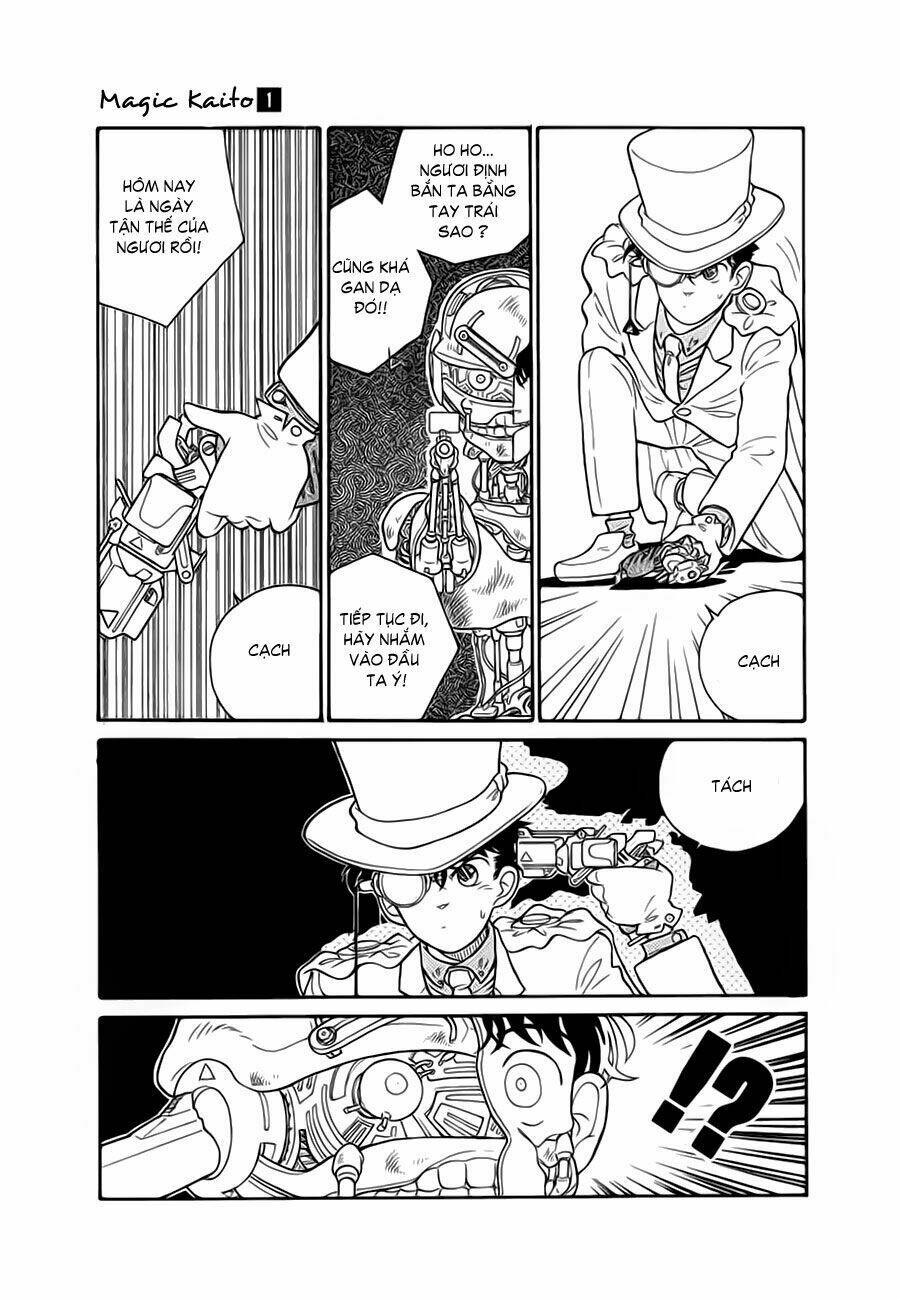 Magic Kaito 1
HO HO...
NGƯƠI ĐỊNH
BẮN TA BẰNG
TAY TRÁI
SAO ?
CŨNG KHÁ
GAN DẠ
ĐÓ!!
HÔM NAY
LÀ NGÀY
TẬN THẾ CỦA
NGƯƠI RỒI!
CẠCH
TIẾP TỤC ĐI,
HÃY NHẮM
VÀO ĐẦU
TA Ý!
CẠCH
TÁCH
!?